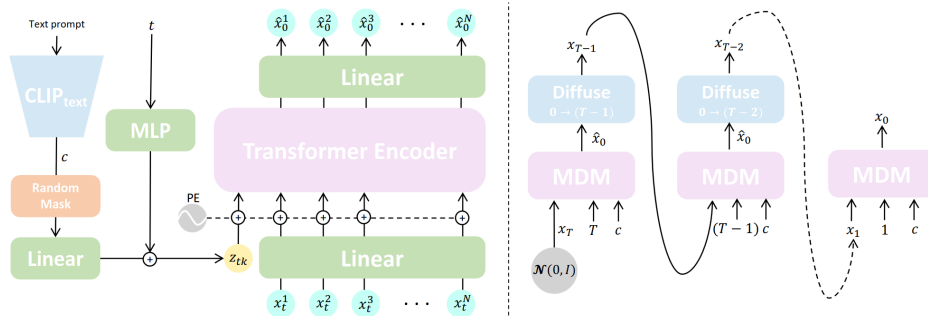 Text prompt
t
CLIP_text
MLP
c
Random
Mask
Linear
z_tk
PE
x̂_0^1 x̂_0^2 x̂_0^3 · · · x̂_0^N
Linear
Transformer Encoder
Linear
x_t^1 x_t^2 x_t^3 · · · x_t^N
x_{T−1}
Diffuse
0 → (T − 1)
x̂_0
MDM
x_T T c
𝒩(0, I)
x_{T−2}
Diffuse
0 → (T − 2)
x̂_0
MDM
(T − 1) c
x_0
MDM
x_1 1 c